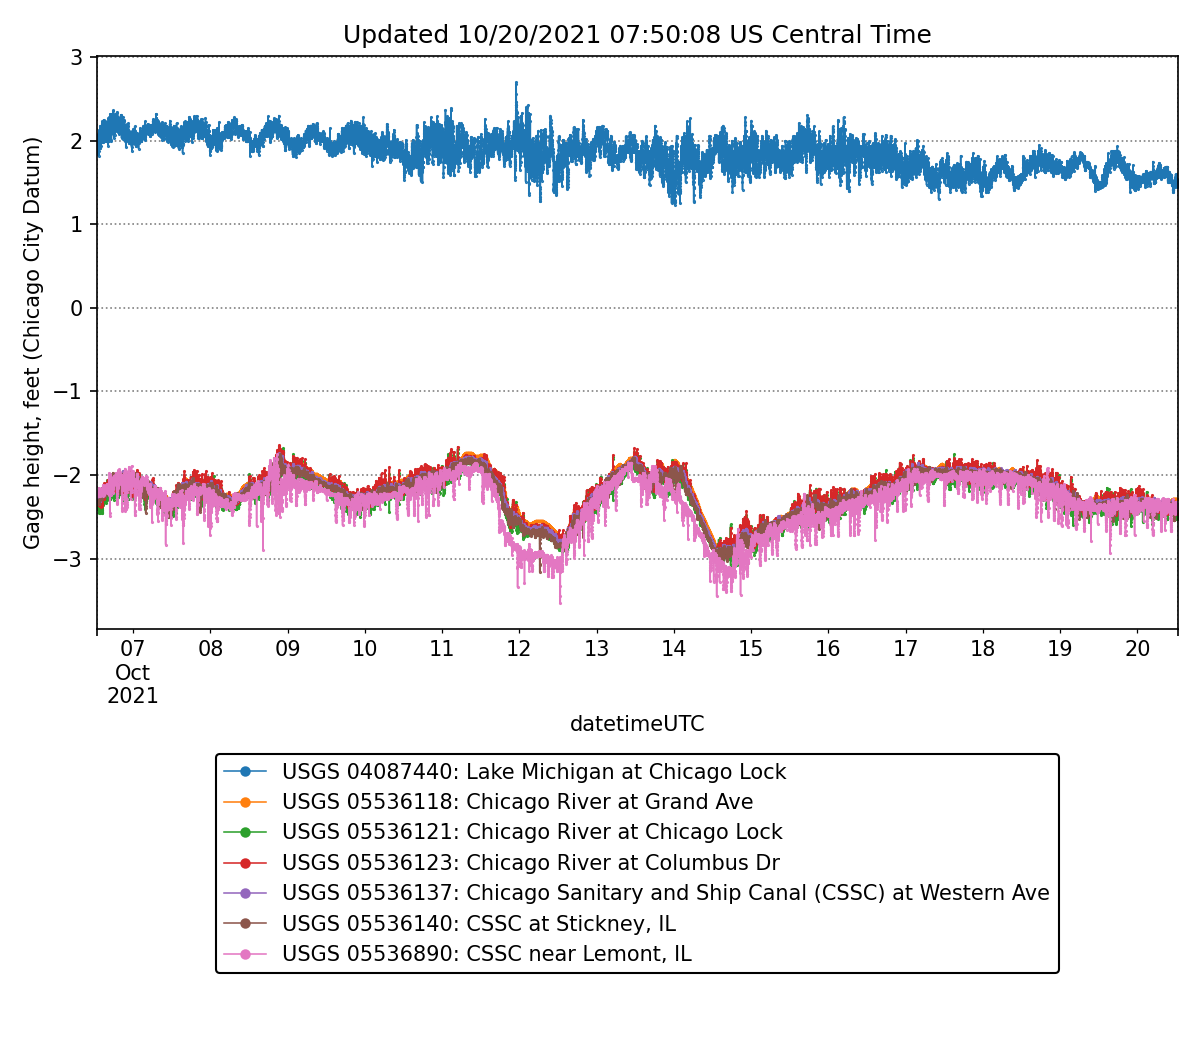 Updated 10/20/2021 07:50:08 US Central Time
Gage height, feet (Chicago City Datum)
3
2
1
0
−1
−2
−3
07 08 09 10 11 12 13 14 15 16 17 18 19 20
Oct
2021
datetimeUTC
USGS 04087440: Lake Michigan at Chicago Lock
USGS 05536118: Chicago River at Grand Ave
USGS 05536121: Chicago River at Chicago Lock
USGS 05536123: Chicago River at Columbus Dr
USGS 05536137: Chicago Sanitary and Ship Canal (CSSC) at Western Ave
USGS 05536140: CSSC at Stickney, IL
USGS 05536890: CSSC near Lemont, IL